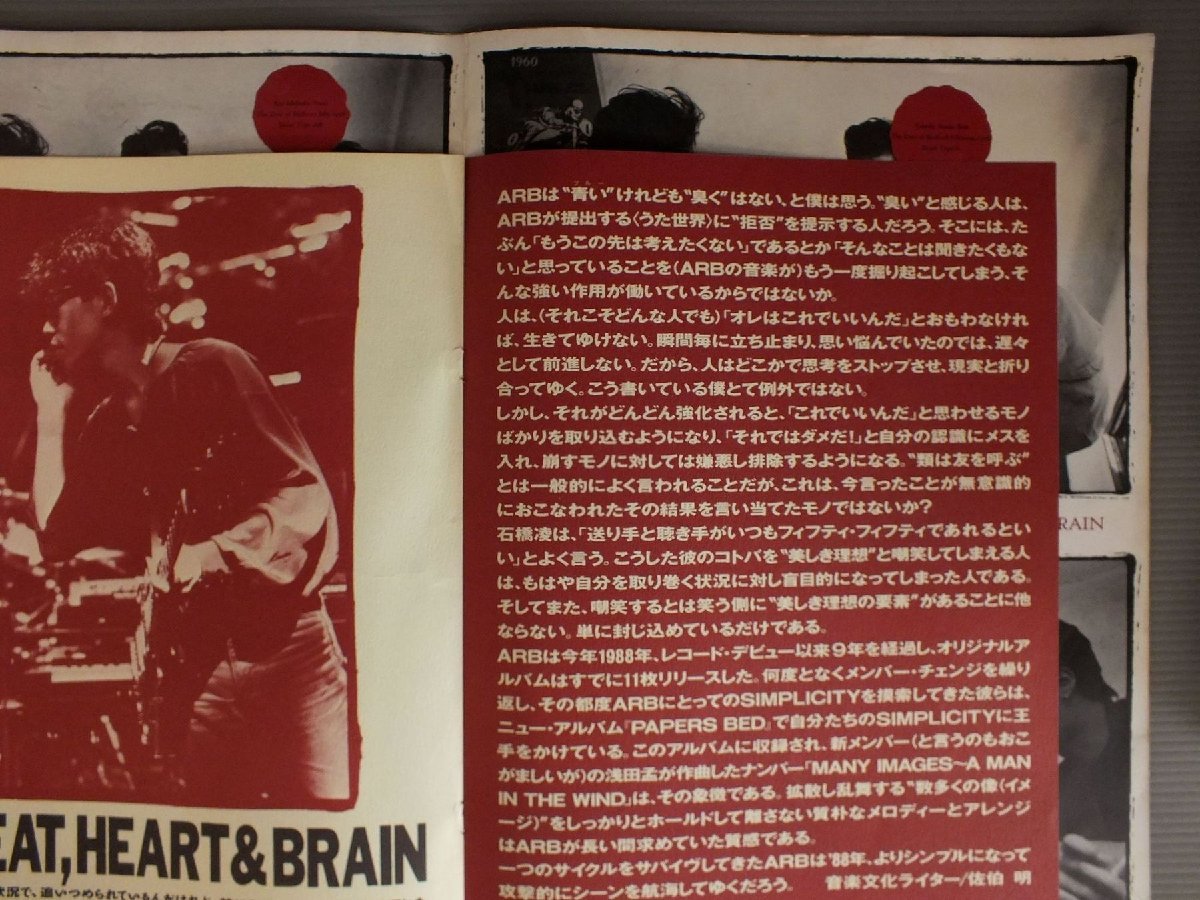 1960
ARBは“青い”けれども“臭く”はない、と僕は思う。“臭い”と感じる人は、
ARBが提出する〈うた世界〉に“拒否”を提示する人だろう。そこには、た
ぶん「もうこの先は考えたくない」であるとか「そんなことは聞きたくもな
い」と思っていることを(ARBの音楽が)もう一度掘り起こしてしまう、そ
んな強い作用が働いているからではないか。
人は、(それこそどんな人でも)「オレはこれでいいんだ」とおもわなけれ
ば、生きてゆけない。瞬間毎に立ち止まり、思い悩んでいたのでは、遅々
として前進しない。だから、人はどこかで思考をストップさせ、現実と折り
合ってゆく。こう書いている僕とて例外ではない。
しかし、それがどんどん強化されると、「これでいいんだ」と思わせるモノ
ばかりを取り込むようになり、「それではダメだ!」と自分の認識にメスを
入れ、崩すモノに対しては嫌悪し排除するようになる。“類は友を呼ぶ”
とは一般的によく言われることだが、これは、今言ったことが無意識的
におこなわれたその結果を言い当てたモノではないか?
石橋凌は、「送り手と聴き手がいつもフィフティ・フィフティであれるとい
い」とよく言う。こうした彼のコトバを“美しき理想”と嘲笑してしまえる人
は、もはや自分を取り巻く状況に対し盲目的になってしまった人である。
そしてまた、嘲笑するとは笑う側に“美しき理想の要素”があることに他
ならない。単に封じ込めているだけである。
ARBは今年1988年、レコード・デビュー以来9年を経過し、オリジナルア
ルバムはすでに11枚リリースした。何度となくメンバー・チェンジを繰り
返し、その都度ARBにとってのSIMPLICITYを摸索してきた彼らは、
ニュー・アルバム『PAPERS BED』で自分たちのSIMPLICITYに王
手をかけている。このアルバムに収録され、新メンバー(と言うのもおこ
がましいが)の浅田孟が作曲したナンバー「MANY IMAGES〜A MAN
IN THE WIND」は、その象徴である。拡散し乱舞する“数多くの像(イメ
ージ)”をしっかりとホールドして離さない質朴なメロディーとアレンジ
はARBが長い間求めていた質感である。
一つのサイクルをサバイヴしてきたARBは'88年、よりシンプルになって
攻撃的にシーンを航海してゆくだろう。 音楽文化ライター/佐伯 明
EAT,HEART&BRAIN
状況で、追いつめられているんだけれど、
RAIN